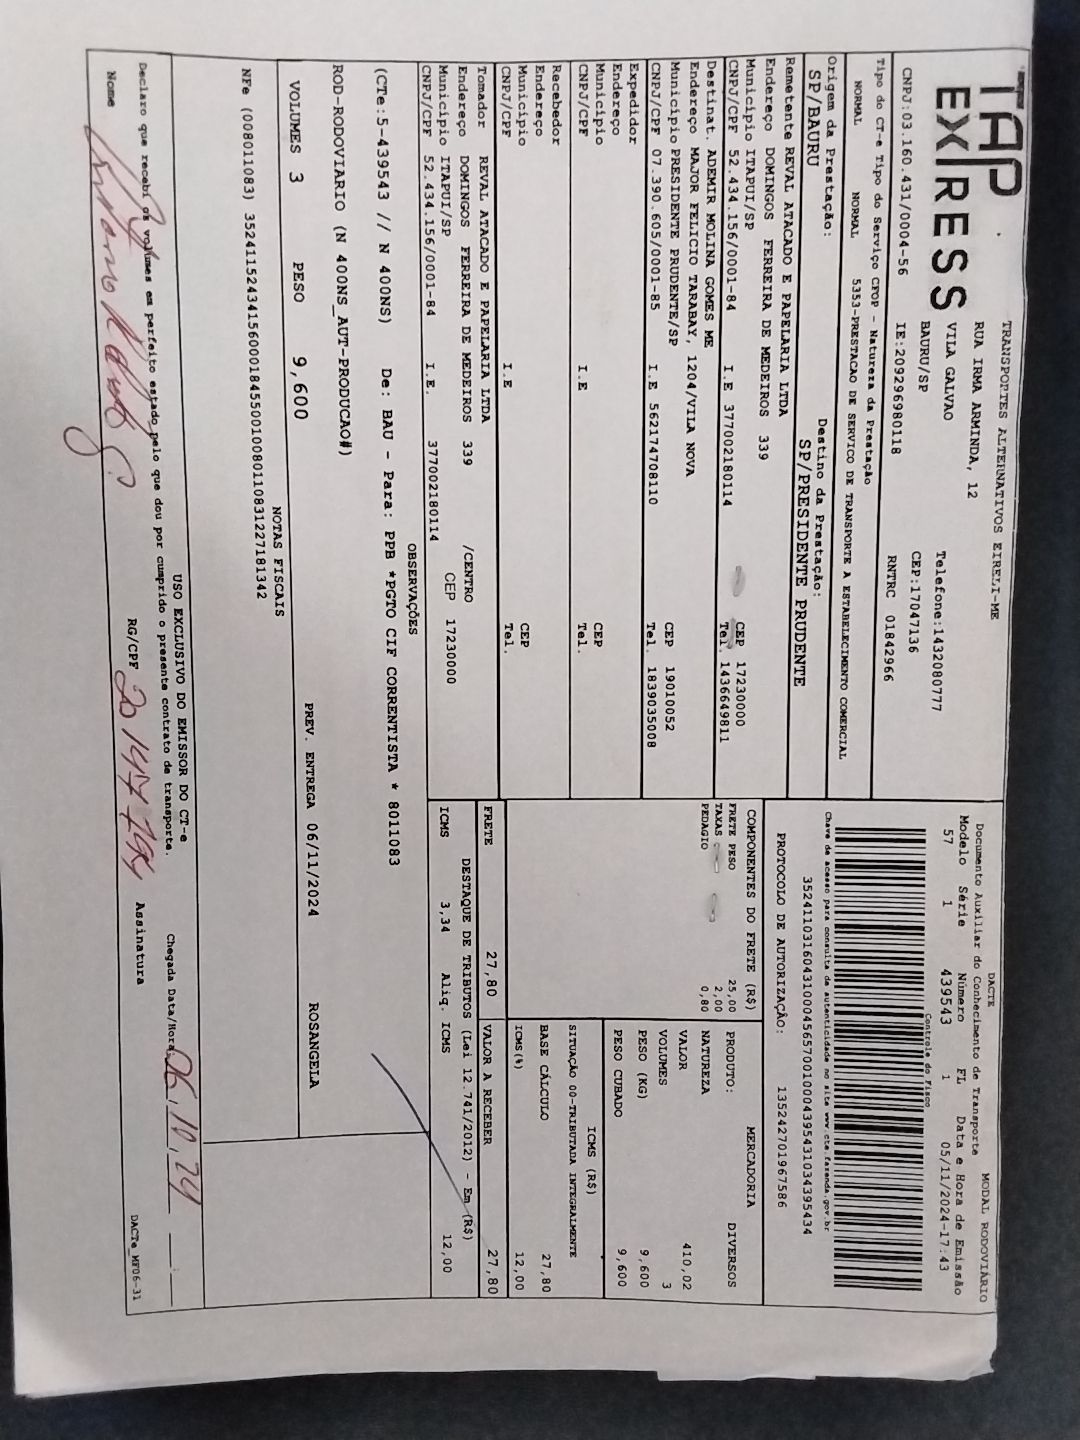 TAP EXPRESS
TRANSPORTES ALTERNATIVOS EIRELI-ME
RUA IRMA ARMINDA, 12
VILA GALVAO
BAURU/SP
Telefone:1432080777
CEP:17047136
CNPJ:03.160.431/0004-56
IE:209296980118
RNTRC 01842966
DACTE
MODAL RODOVIÁRIO
Documento Auxiliar do Conhecimento de Transporte
Modelo Série Número FL Data e Hora de Emissão
57 1 439543 1 05/11/2024-17:43
Controle do Fisco
Tipo do CT-e Tipo do Serviço CFOP - Natureza da Prestação
NORMAL NORMAL 5353-PRESTACAO DE SERVICO DE TRANSPORTE A ESTABELECIMENTO COMERCIAL
Chave de acesso para consulta de autenticidade no site www.cte.fazenda.gov.br
35241103160431000456570010004395431034395434
Origem da Prestação:
SP/BAURU
Destino da Prestação:
SP/PRESIDENTE PRUDENTE
PROTOCOLO DE AUTORIZAÇÃO: 135242701967586
Remetente REVAL ATACADO E PAPELARIA LTDA
Endereço DOMINGOS FERREIRA DE MEDEIROS 339
Município ITAPUI/SP CEP 17230000
CNPJ/CPF 52.434.156/0001-84 I.E 377002180114 Tel. 1436649811
Destinat. ADEMIR MOLINA GOMES ME
Endereço MAJOR FELICIO TARABAY, 1204/VILA NOVA
Município PRESIDENTE PRUDENTE/SP CEP 19010052
CNPJ/CPF 07.390.605/0001-85 I.E 562174708110 Tel. 1839035008
Expedidor
Endereço
Município CEP
CNPJ/CPF I.E Tel.
Recebedor
Endereço
Município CEP
CNPJ/CPF I.E Tel.
Tomador REVAL ATACADO E PAPELARIA LTDA
Endereço DOMINGOS FERREIRA DE MEDEIROS 339 /CENTRO
Município ITAPUI/SP CEP 17230000
CNPJ/CPF 52.434.156/0001-84 I.E. 377002180114
COMPONENTES DO FRETE (R$)
FRETE PESO 25,00
TAXAS 2,00
PEDAGIO 0,80
PRODUTO: MERCADORIA
NATUREZA DIVERSOS
VALOR 410,02
VOLUMES 3
PESO (KG) 9,600
PESO CUBADO 9,600
ICMS (R$)
SITUAÇÃO 00-TRIBUTADA INTEGRALMENTE
BASE CÁLCULO 27,80
ICMS(%) 12,00
FRETE 27,80 VALOR A RECEBER 27,80
DESTAQUE DE TRIBUTOS (Lei 12.741/2012) - Em (R$)
ICMS 3,34 Aliq. ICMS 12,00
OBSERVAÇÕES
(CTe:5-439543 // N 400NS) De: BAU - Para: PPB *PGTO CIF CORRENTISTA * 8011083
ROD-RODOVIARIO (N 400NS_AUT-PRODUCAO#)
VOLUMES 3 PESO 9,600 PREV. ENTREGA 06/11/2024 ROSANGELA
NOTAS FISCAIS
NFe (008011083) 35241152434156000184550010080110831227181342
USO EXCLUSIVO DO EMISSOR DO CT-e
Declaro que recebi os volumes em perfeito estado pelo que dou por cumprido o presente contrato de transporte.
Chegada Data/Hora
Nome RG/CPF Assinatura
DACTe_MF06-31